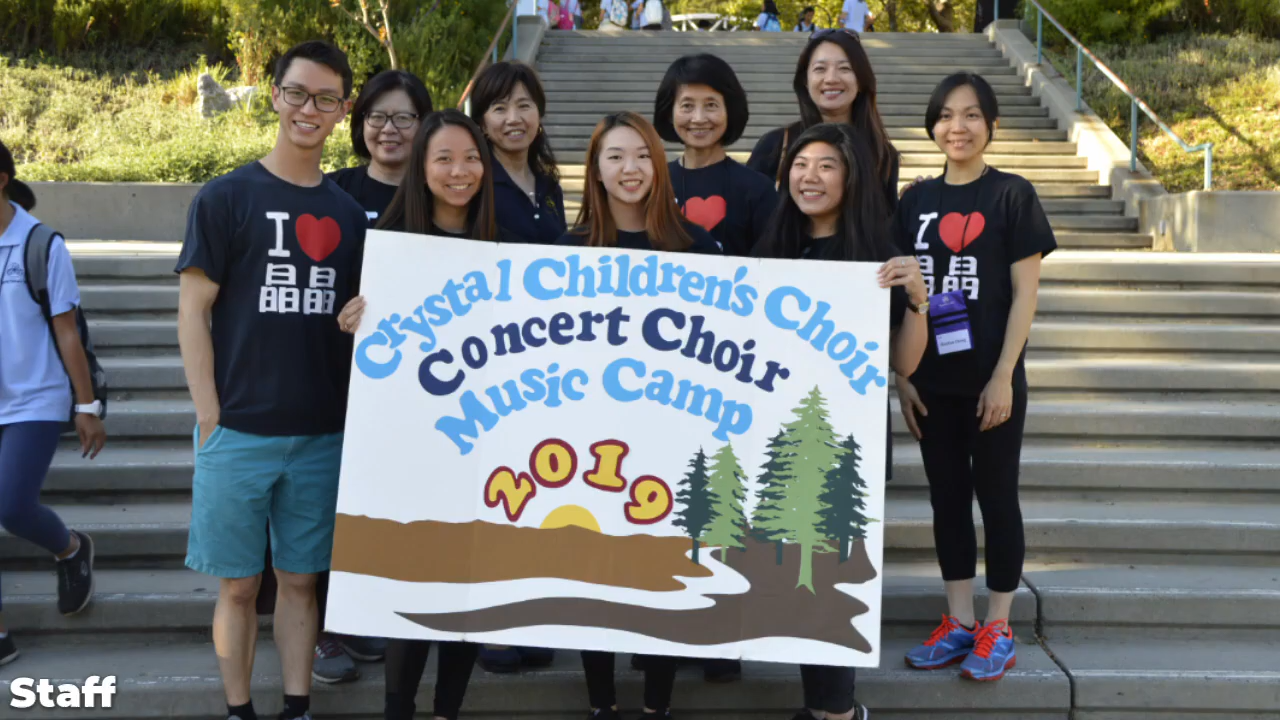 I ❤
晶晶
I ❤
晶晶
Crystal Children's Choir
Concert Choir
Music Camp
2019
Staff